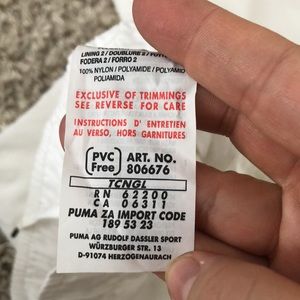 LINING 2 / DOUBLURE 2 /
FODERA 2 / FORRO 2
100% NYLON / POLYAMIDE / POLYAMID
POLIAMIDA
EXCLUSIVE OF TRIMMINGS
SEE REVERSE FOR CARE
INSTRUCTIONS D' ENTRETIEN
AU VERSO, HORS GARNITURES
(PVC Free) ART. NO.
806676
TCNGL
RN 62200
CA 06311
PUMA ZA IMPORT CODE
189 53 23
PUMA AG RUDOLF DASSLER SPORT
WÜRZBURGER STR. 13
D-91074 HERZOGENAURACH